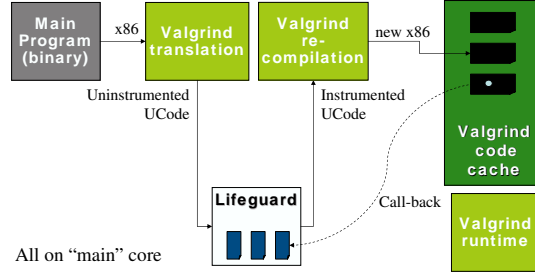 Main
Program
(binary)
x86
Valgrind
translation
Valgrind
re-
compilation
new x86
Uninstrumented
UCode
Instrumented
UCode
Valgrind
code
cache
Lifeguard
Call-back
Valgrind
runtime
All on “main” core